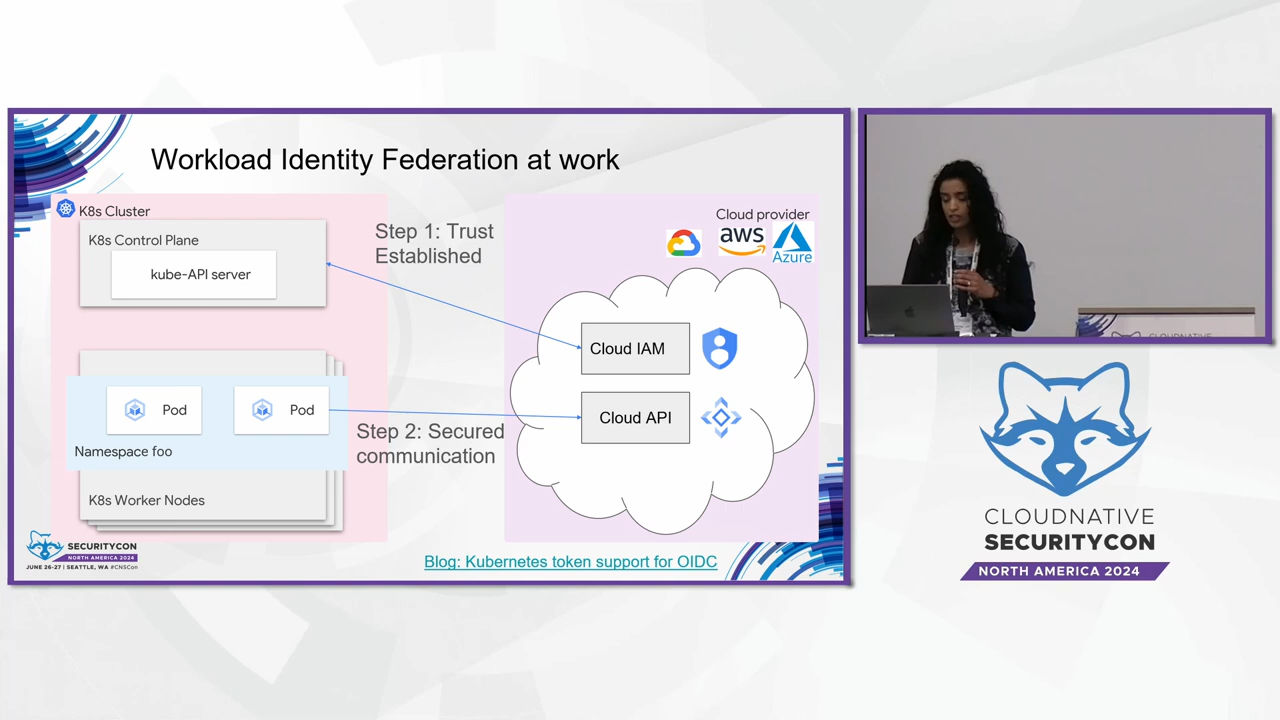 Workload Identity Federation at work
K8s Cluster
K8s Control Plane
kube-API server
Pod
Pod
Namespace foo
K8s Worker Nodes
Step 1: Trust
Established
Step 2: Secured
communication
Cloud provider
aws
Azure
Cloud IAM
Cloud API
Blog: Kubernetes token support for OIDC
SECURITYCON
NORTH AMERICA 2024
JUNE 26-27 | SEATTLE, WA #CNSCon
CLOUDNATIVE
CLOUDNATIVE
SECURITYCON
NORTH AMERICA 2024